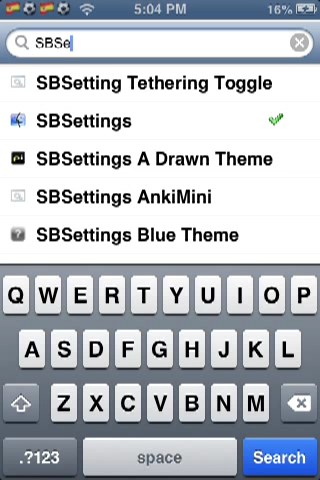 5:04 PM 16%
SBSe
SBSetting Tethering Toggle
SBSettings
SBSetting A Drawn Theme
SBSettings AnkiMini
SBSettings Blue Theme
Q W E R T Y U I O P
A S D F G H J K L
Z X C V B N M
.?123 space Search